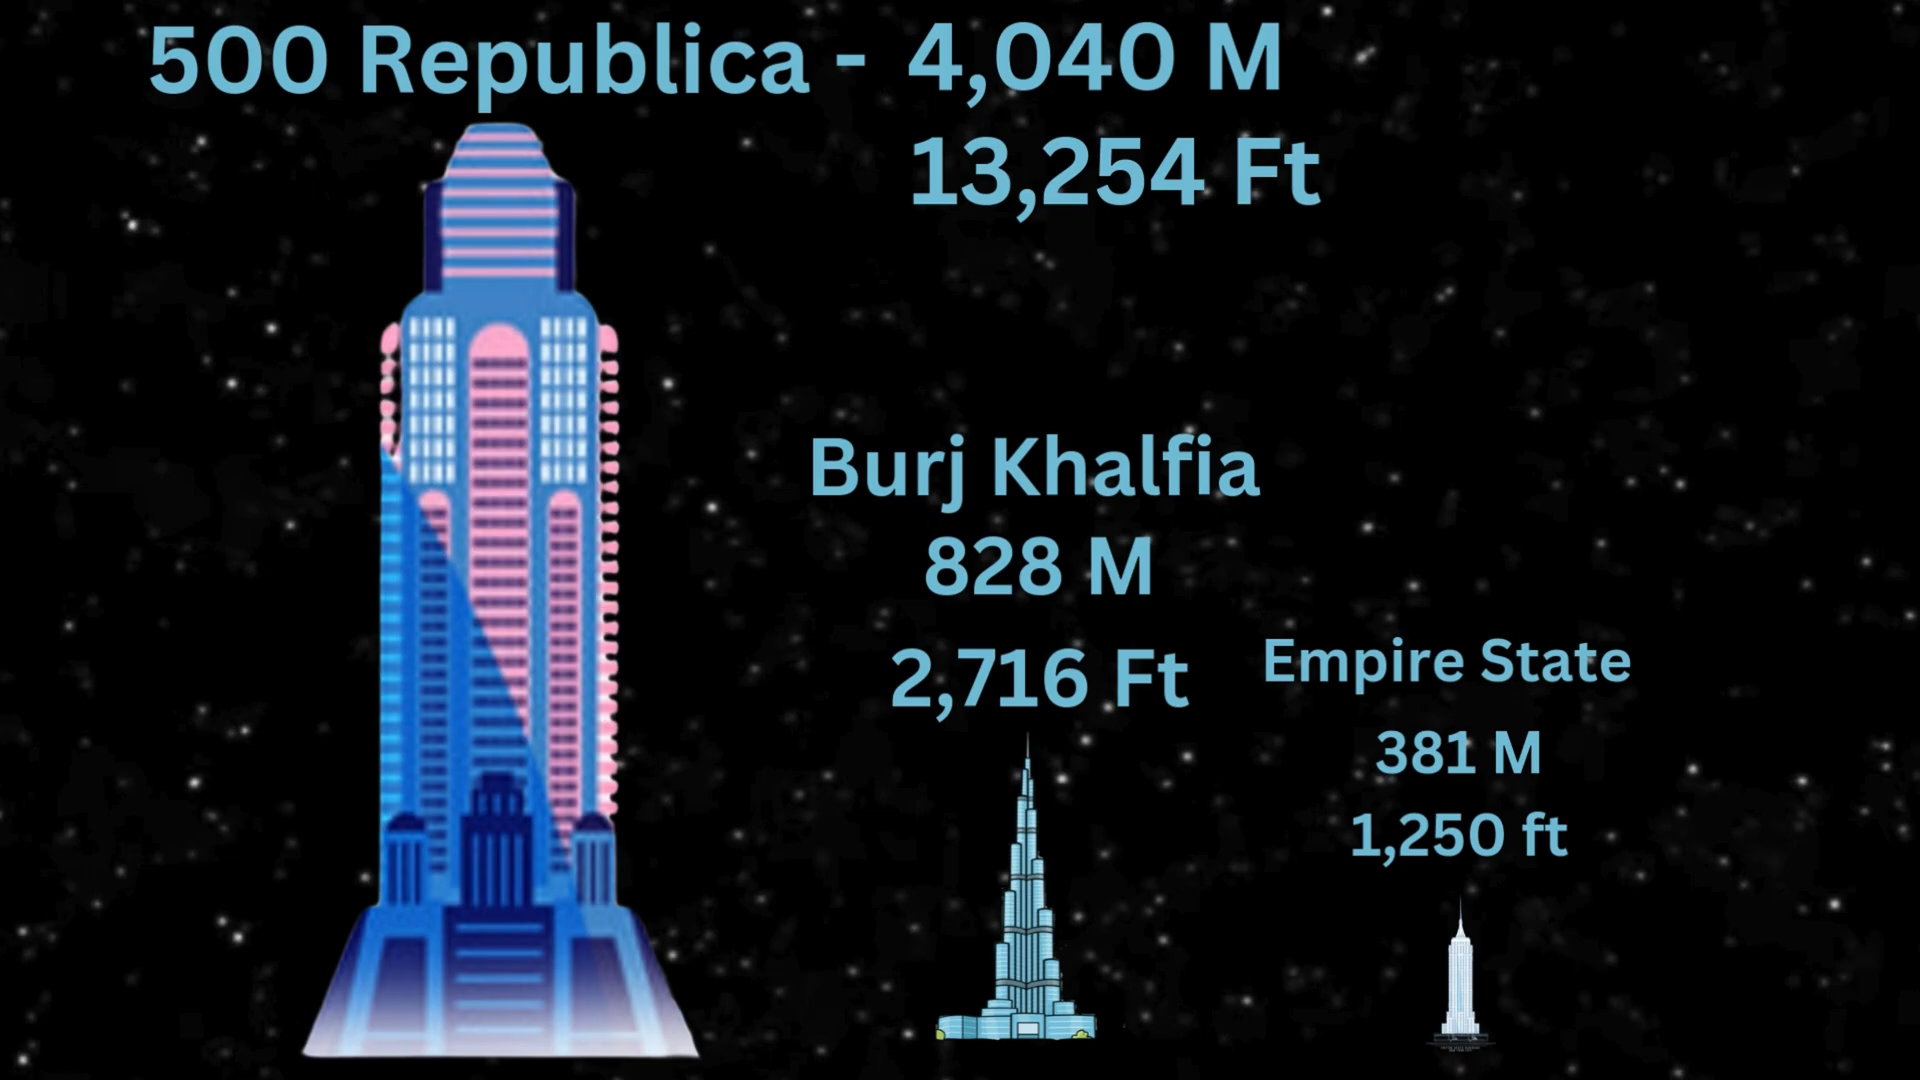 500 Republica - 4,040 M
13,254 Ft
Burj Khalfia
828 M
2,716 Ft
Empire State
381 M
1,250 ft